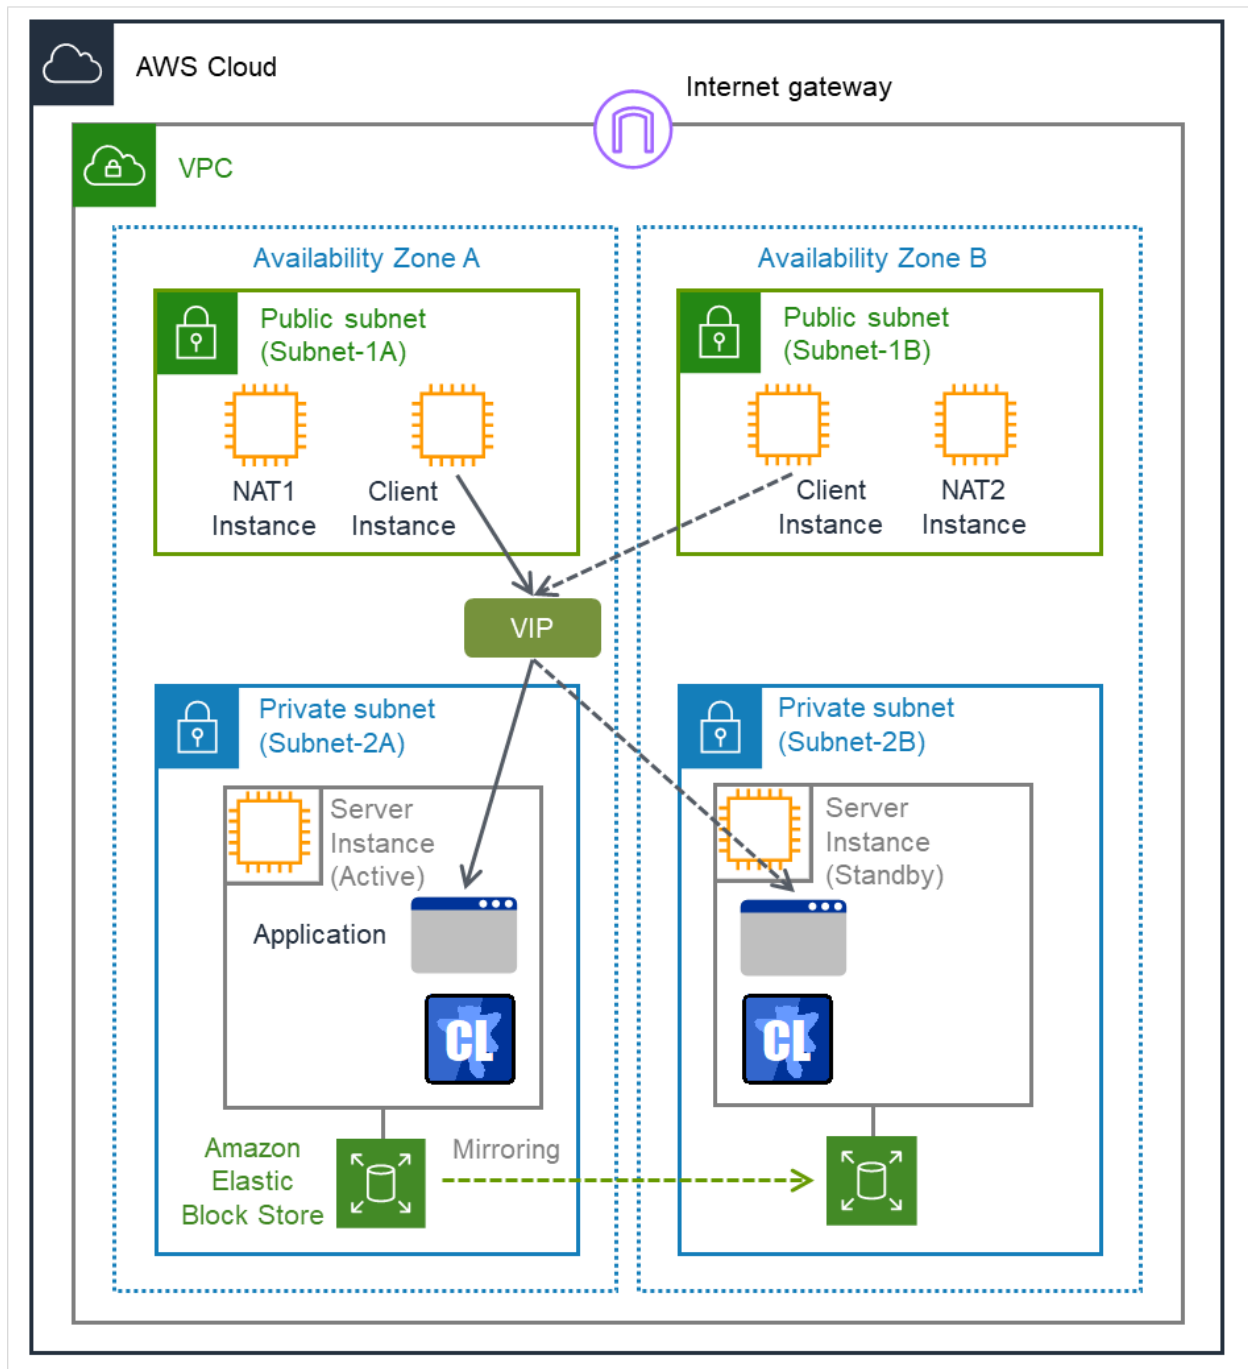 AWS Cloud
Internet gateway
VPC
Availability Zone A
Availability Zone B
Public subnet
(Subnet-1A)
Public subnet
(Subnet-1B)
NAT1
Instance
Client
Instance
Client
Instance
NAT2
Instance
VIP
Private subnet
(Subnet-2A)
Private subnet
(Subnet-2B)
Server
Instance
(Active)
Server
Instance
(Standby)
Application
CL
CL
Amazon
Elastic
Block Store
Mirroring